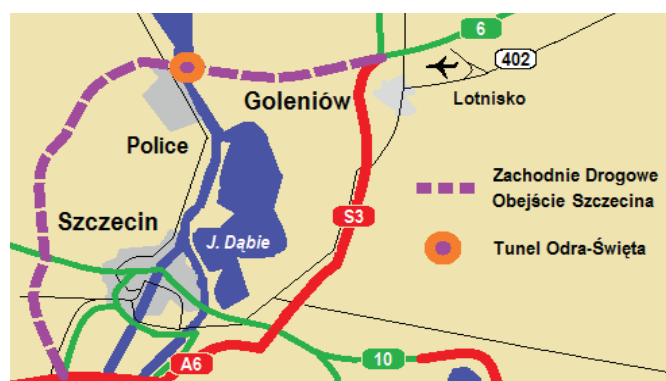 6
402
Goleniów
Lotnisko
Police
Zachodnie Drogowe
Obejście Szczecina
Szczecin
S3
J. Dąbie
Tunel Odra-Święta
A6
10